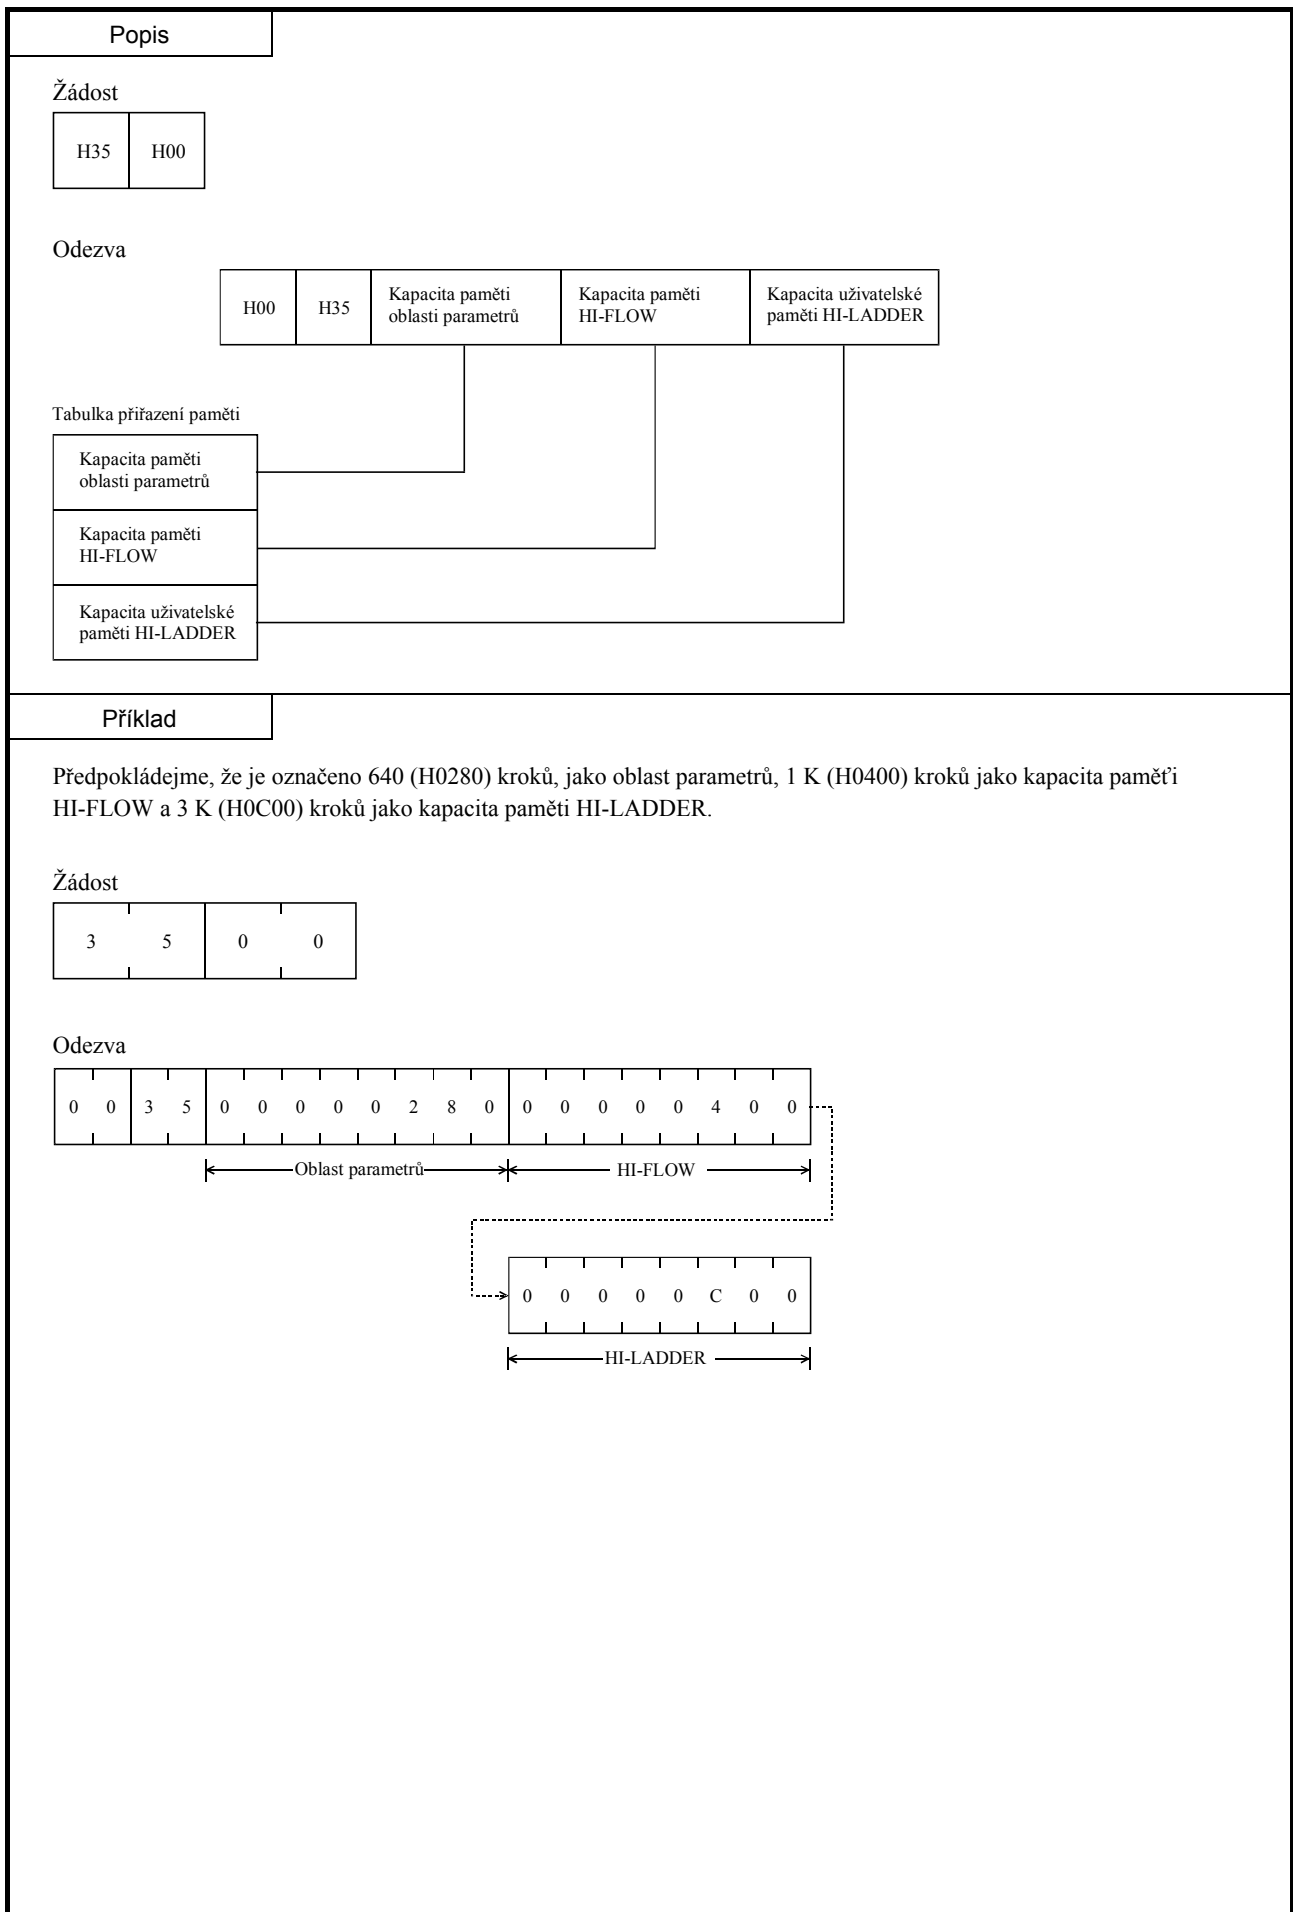 Popis
Žádost
H35 H00
Odezva
H00 H35 Kapacita paměti oblasti parametrů Kapacita paměti HI-FLOW Kapacita uživatelské paměti HI-LADDER
Tabulka přiřazení paměti
Kapacita paměti
oblasti parametrů
Kapacita paměti
HI-FLOW
Kapacita uživatelské
paměti HI-LADDER
Příklad
Předpokládejme, že je označeno 640 (H0280) kroků, jako oblast parametrů, 1 K (H0400) kroků jako kapacita paměťi
HI-FLOW a 3 K (H0C00) kroků jako kapacita paměti HI-LADDER.
Žádost
3 5 0 0
Odezva
0 0 3 5 0 0 0 0 0 2 8 0 0 0 0 0 0 4 0 0
Oblast parametrů HI-FLOW
0 0 0 0 0 C 0 0
HI-LADDER